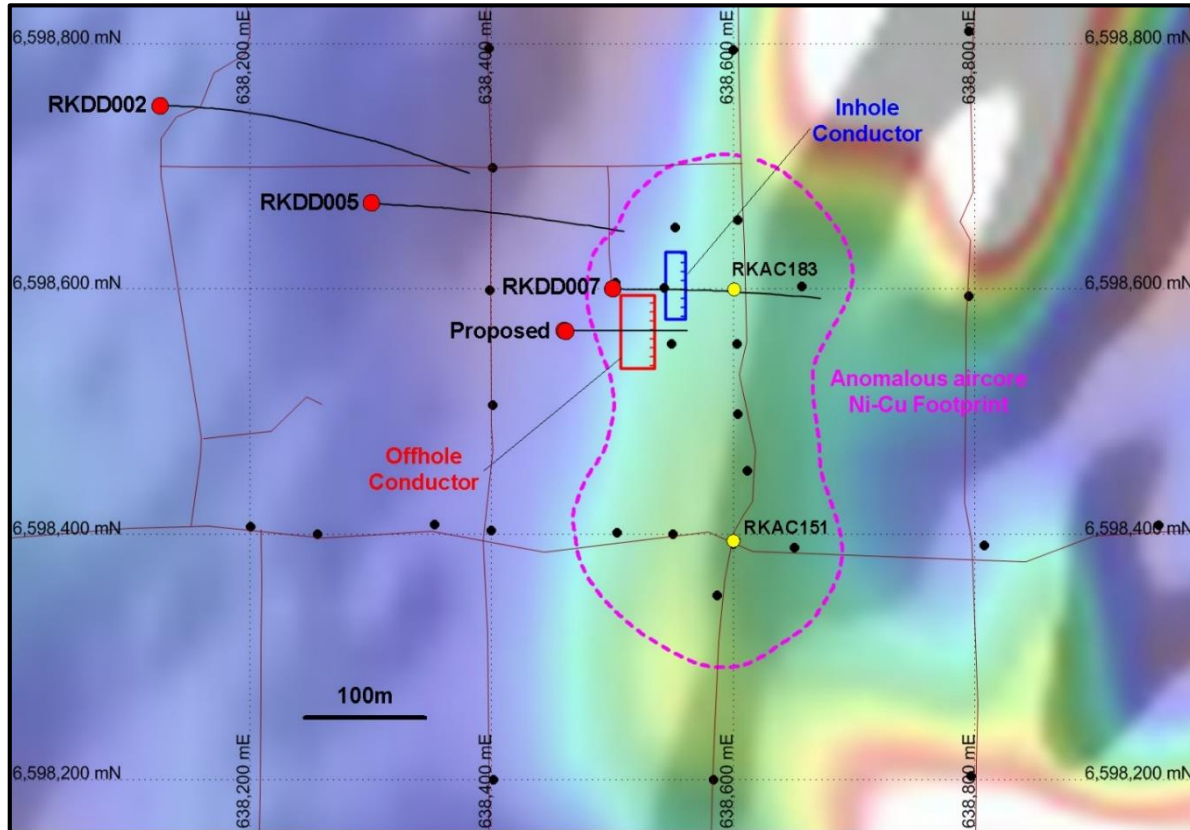 6,598,800 mN
638,200 mE
638,400 mE
638,600 mE
638,800 mE
6,598,800 mN
RKDD002
Inhole
Conductor
RKDD005
RKAC183
6,598,600 mN
RKDD007
6,598,600 mN
Proposed
Anomalous aircore
Ni-Cu Footprint
Offhole
Conductor
RKAC151
6,598,400 mN
6,598,400 mN
100m
6,598,200 mN
638,200 mE
638,400 mE
638,600 mE
638,800 mE
6,598,200 mN